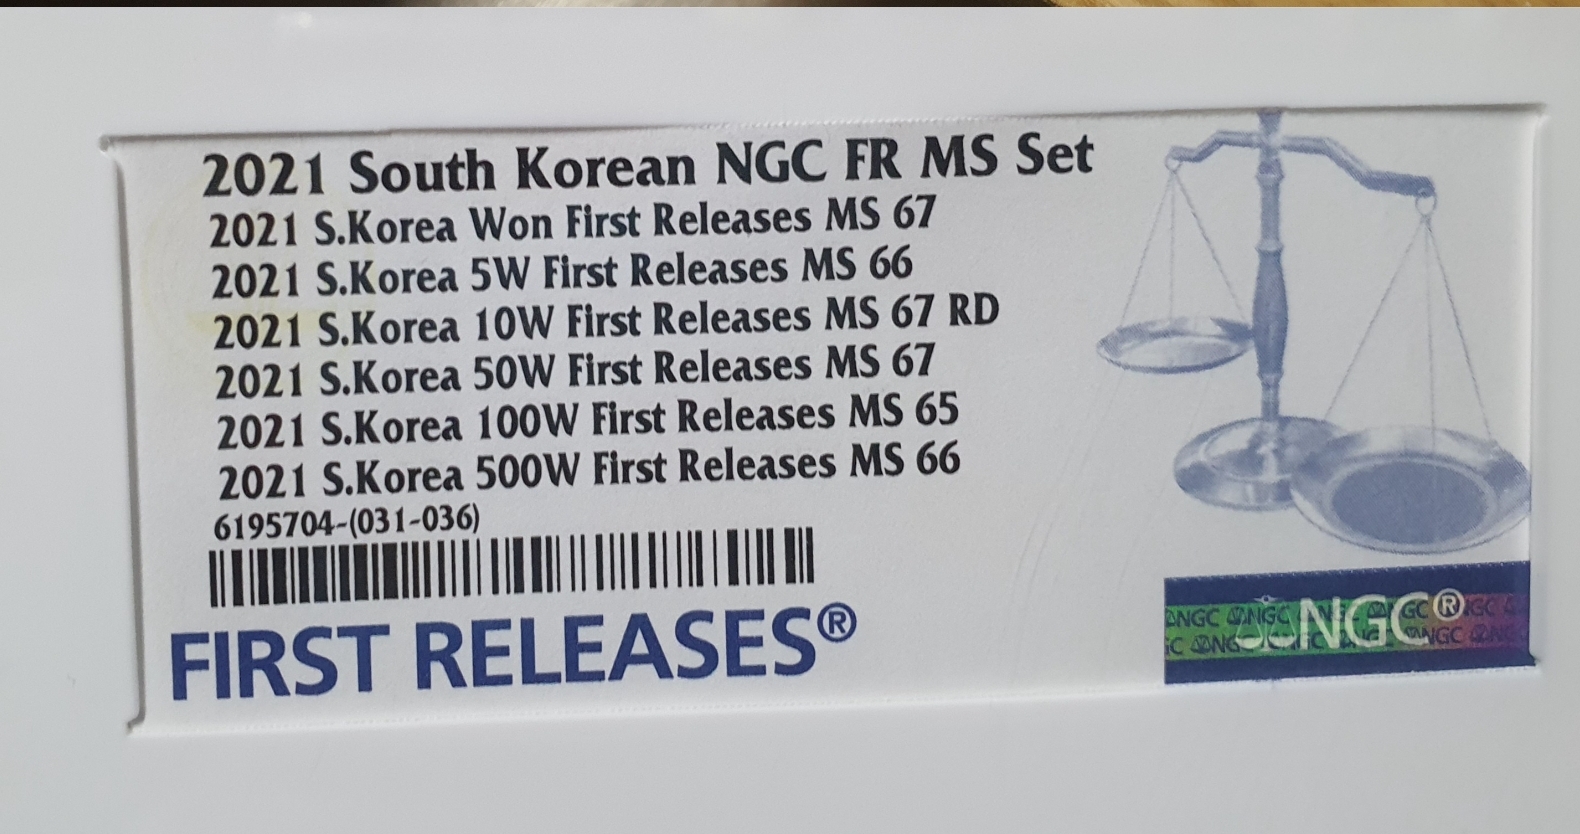 2021 South Korean NGC FR MS Set
2021 S.Korea Won First Releases MS 67
2021 S.Korea 5W First Releases MS 66
2021 S.Korea 10W First Releases MS 67 RD
2021 S.Korea 50W First Releases MS 67
2021 S.Korea 100W First Releases MS 65
2021 S.Korea 500W First Releases MS 66
6195704-(031-036)
FIRST RELEASES®
NGC®